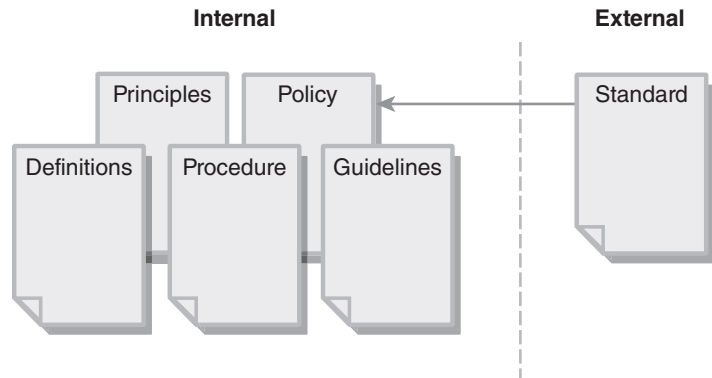 Internal
External
Principles
Policy
Standard
Definitions
Procedure
Guidelines